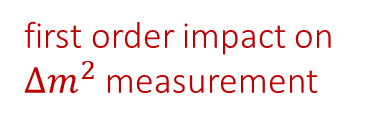 first order impact on
Δm² measurement